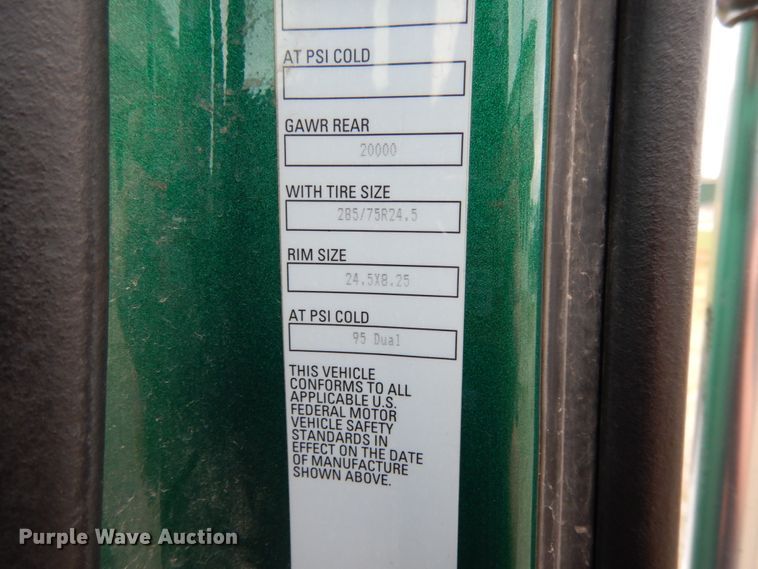 AT PSI COLD
GAWR REAR
20000
WITH TIRE SIZE
285/75R24.5
RIM SIZE
24.5X8.25
AT PSI COLD
95 Dual
THIS VEHICLE
CONFORMS TO ALL
APPLICABLE U.S.
FEDERAL MOTOR
VEHICLE SAFETY
STANDARDS IN
EFFECT ON THE DATE
OF MANUFACTURE
SHOWN ABOVE.
Purple Wave Auction